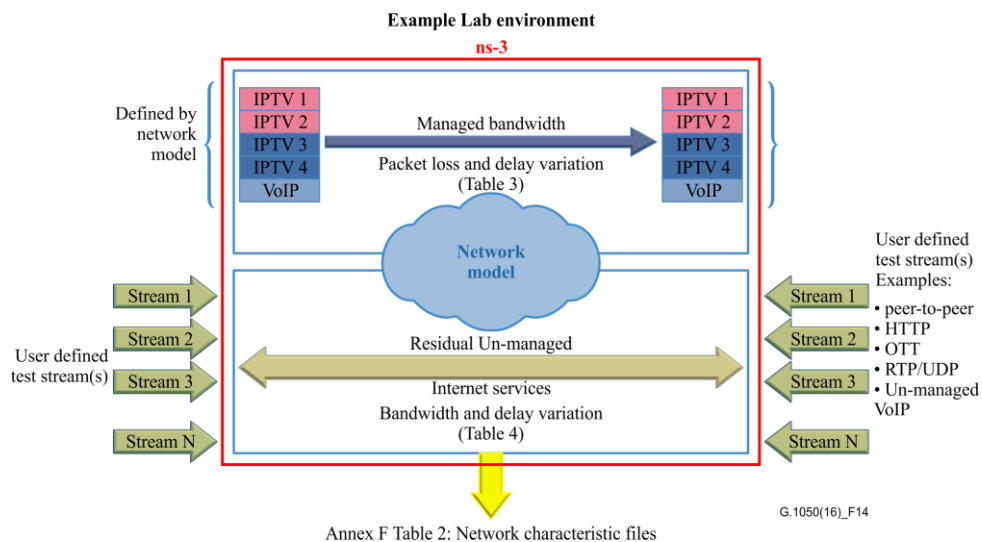 Example Lab environment
ns-3
Defined by
network
model
IPTV 1
IPTV 2
IPTV 3
IPTV 4
VoIP
Managed bandwidth
Packet loss and delay variation
(Table 3)
IPTV 1
IPTV 2
IPTV 3
IPTV 4
VoIP
Network
model
User defined
test stream(s)
Stream 1
Stream 2
Stream 3
Stream N
Residual Un-managed
Internet services
Bandwidth and delay variation
(Table 4)
Stream 1
Stream 2
Stream 3
Stream N
User defined
test stream(s)
Examples:
• peer-to-peer
• HTTP
• OTT
• RTP/UDP
• Un-managed
VoIP
G.1050(16)_F14
Annex F Table 2: Network characteristic files